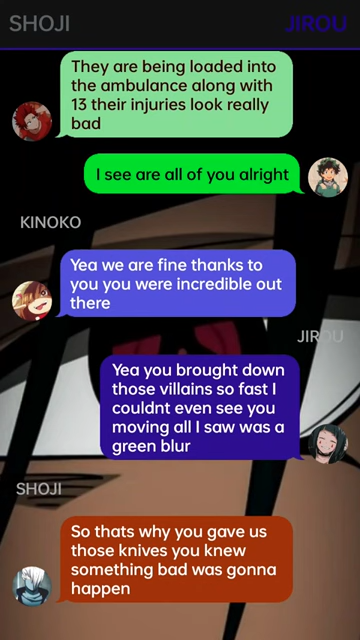 SHOJI
JIROU
They are being loaded into
the ambulance along with
13 their injuries look really
bad
I see are all of you alright
KINOKO
Yea we are fine thanks to
you you were incredible out
there
JIROU
Yea you brought down
those villains so fast I
couldnt even see you
moving all I saw was a
green blur
SHOJI
So thats why you gave us
those knives you knew
something bad was gonna
happen